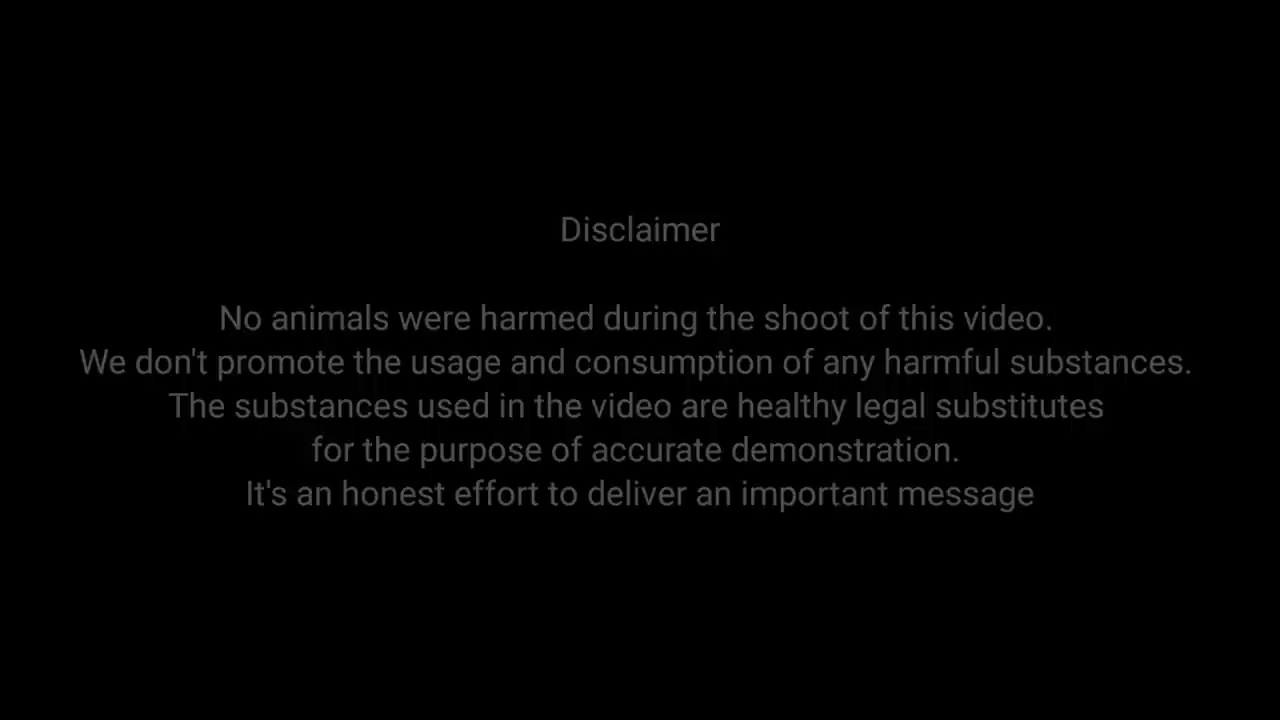 Disclaimer
No animals were harmed during the shoot of this video.
We don't promote the usage and consumption of any harmful substances.
The substances used in the video are healthy legal substitutes
for the purpose of accurate demonstration.
It's an honest effort to deliver an important message